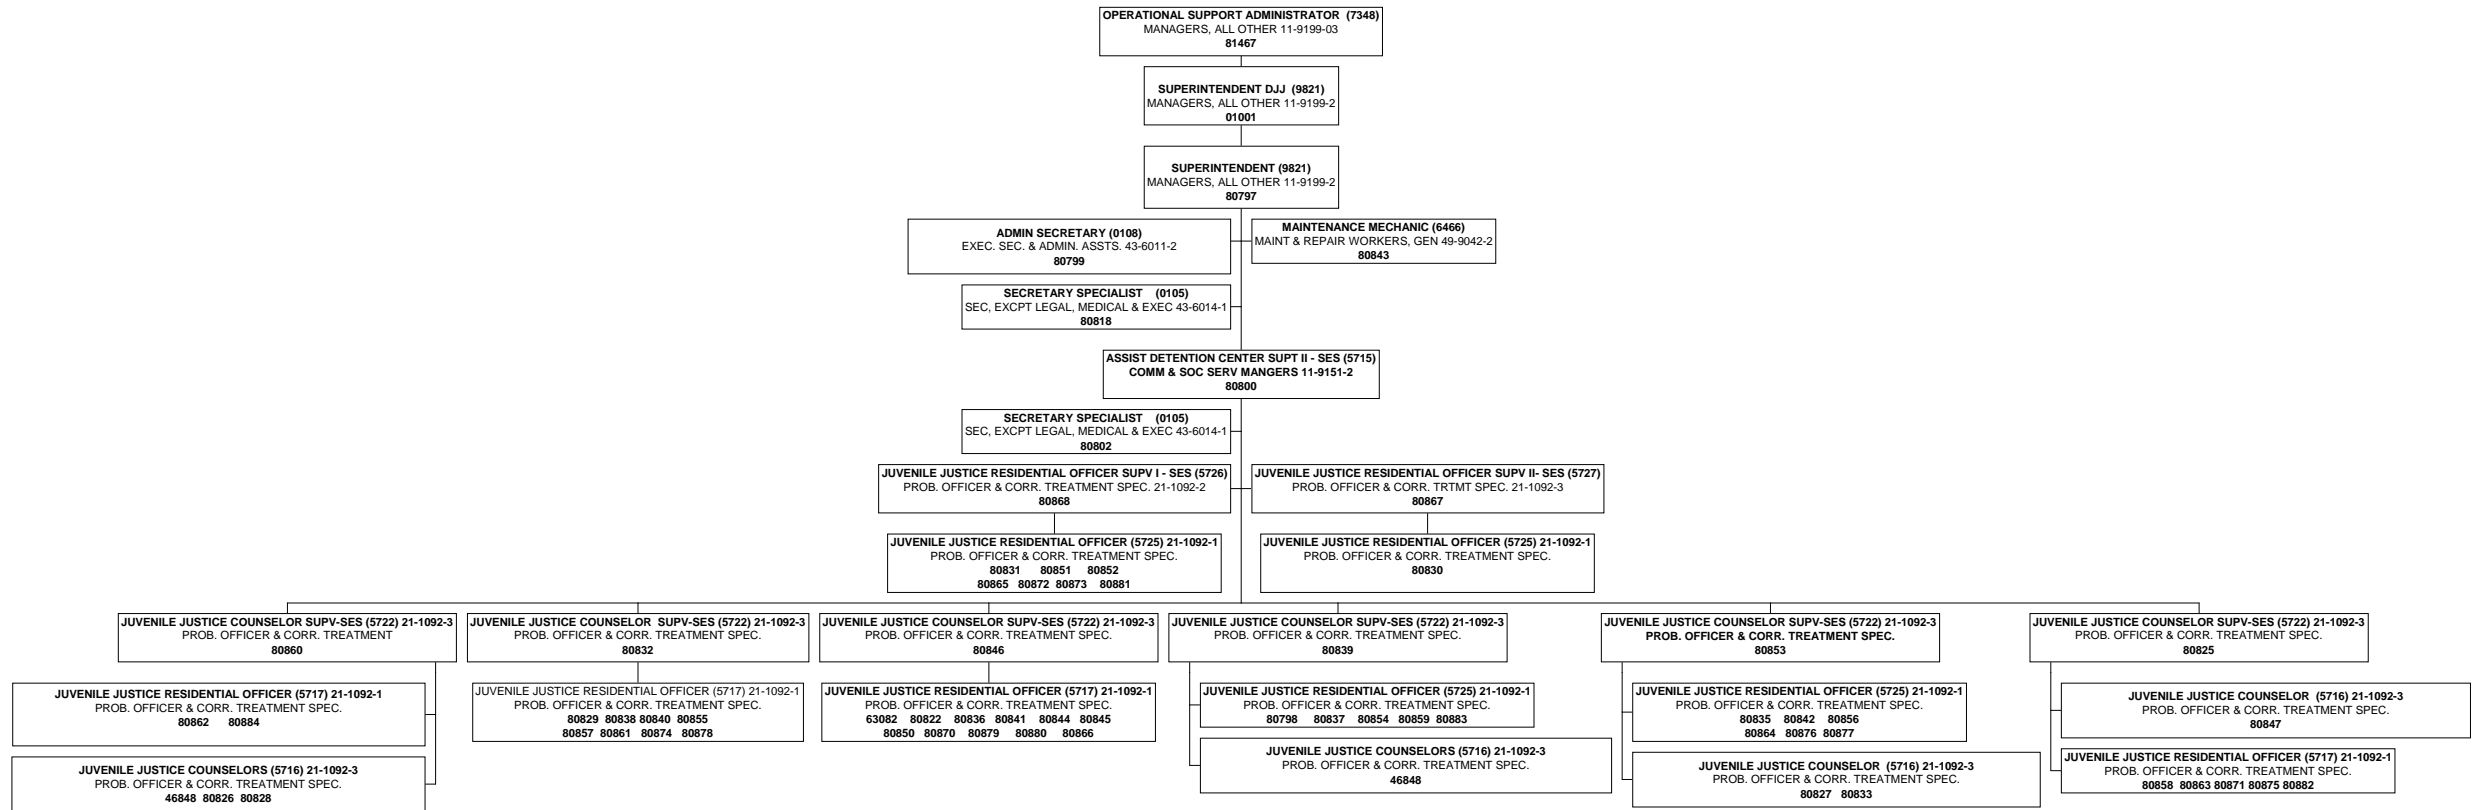 OPERATIONAL SUPPORT ADMINISTRATOR (7348)
MANAGERS, ALL OTHER 11-9199-03
81467
SUPERINTENDENT DJJ (9821)
MANAGERS, ALL OTHER 11-9199-2
01001
SUPERINTENDENT (9821)
MANAGERS, ALL OTHER 11-9199-2
80797
ADMIN SECRETARY (0108)
EXEC. SEC. & ADMIN. ASSTS. 43-6011-2
80799
MAINTENANCE MECHANIC (6466)
MAINT & REPAIR WORKERS, GEN 49-9042-2
80843
SECRETARY SPECIALIST (0105)
SEC, EXCPT LEGAL, MEDICAL & EXEC 43-6014-1
80818
ASSIST DETENTION CENTER SUPT II - SES (5715)
COMM & SOC SERV MANGERS 11-9151-2
80800
SECRETARY SPECIALIST (0105)
SEC, EXCPT LEGAL, MEDICAL & EXEC 43-6014-1
80802
JUVENILE JUSTICE RESIDENTIAL OFFICER SUPV I - SES (5726)
PROB. OFFICER & CORR. TREATMENT SPEC. 21-1092-2
80868
JUVENILE JUSTICE RESIDENTIAL OFFICER SUPV II- SES (5727)
PROB. OFFICER & CORR. TRTMT SPEC. 21-1092-3
80867
JUVENILE JUSTICE RESIDENTIAL OFFICER (5725) 21-1092-1
PROB. OFFICER & CORR. TREATMENT SPEC.
80831 80851 80852
80865 80872 80873 80881
JUVENILE JUSTICE RESIDENTIAL OFFICER (5725) 21-1092-1
PROB. OFFICER & CORR. TREATMENT SPEC.
80830
JUVENILE JUSTICE COUNSELOR SUPV-SES (5722) 21-1092-3
PROB. OFFICER & CORR. TREATMENT
80860
JUVENILE JUSTICE COUNSELOR SUPV-SES (5722) 21-1092-3
PROB. OFFICER & CORR. TREATMENT SPEC.
80832
JUVENILE JUSTICE COUNSELOR SUPV-SES (5722) 21-1092-3
PROB. OFFICER & CORR. TREATMENT SPEC.
80846
JUVENILE JUSTICE COUNSELOR SUPV-SES (5722) 21-1092-3
PROB. OFFICER & CORR. TREATMENT SPEC.
80839
JUVENILE JUSTICE COUNSELOR SUPV-SES (5722) 21-1092-3
PROB. OFFICER & CORR. TREATMENT SPEC.
80853
JUVENILE JUSTICE COUNSELOR SUPV-SES (5722) 21-1092-3
PROB. OFFICER & CORR. TREATMENT SPEC.
80825
JUVENILE JUSTICE RESIDENTIAL OFFICER (5717) 21-1092-1
PROB. OFFICER & CORR. TREATMENT SPEC.
80862 80884
JUVENILE JUSTICE COUNSELORS (5716) 21-1092-3
PROB. OFFICER & CORR. TREATMENT SPEC.
46848 80826 80828
JUVENILE JUSTICE RESIDENTIAL OFFICER (5717) 21-1092-1
PROB. OFFICER & CORR. TREATMENT SPEC.
80829 80838 80840 80855
80857 80861 80874 80878
JUVENILE JUSTICE RESIDENTIAL OFFICER (5717) 21-1092-1
PROB. OFFICER & CORR. TREATMENT SPEC.
63082 80822 80836 80841 80844 80845
80850 80870 80879 80880 80866
JUVENILE JUSTICE RESIDENTIAL OFFICER (5725) 21-1092-1
PROB. OFFICER & CORR. TREATMENT SPEC.
80798 80837 80854 80859 80883
JUVENILE JUSTICE COUNSELORS (5716) 21-1092-3
PROB. OFFICER & CORR. TREATMENT SPEC.
46848
JUVENILE JUSTICE RESIDENTIAL OFFICER (5725) 21-1092-1
PROB. OFFICER & CORR. TREATMENT SPEC.
80835 80842 80856
80864 80876 80877
JUVENILE JUSTICE COUNSELOR (5716) 21-1092-3
PROB. OFFICER & CORR. TREATMENT SPEC.
80827 80833
JUVENILE JUSTICE COUNSELOR (5716) 21-1092-3
PROB. OFFICER & CORR. TREATMENT SPEC.
80847
JUVENILE JUSTICE RESIDENTIAL OFFICER (5717) 21-1092-1
PROB. OFFICER & CORR. TREATMENT SPEC.
80858 80863 80871 80875 80882